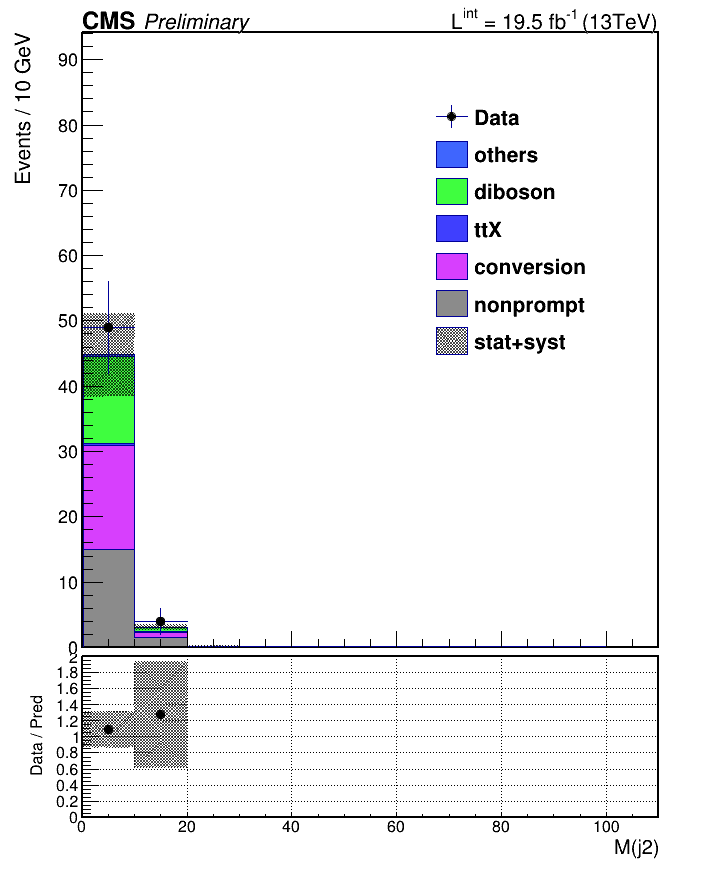 CMS Preliminary L^int = 19.5 fb^-1 (13TeV)
Events / 10 GeV
90
80
70
60
50
40
30
20
10
0
Data
others
diboson
ttX
conversion
nonprompt
stat+syst
Data / Pred
2
1.8
1.6
1.4
1.2
1
0.8
0.6
0.4
0.2
0
0 20 40 60 80 100
M(j2)